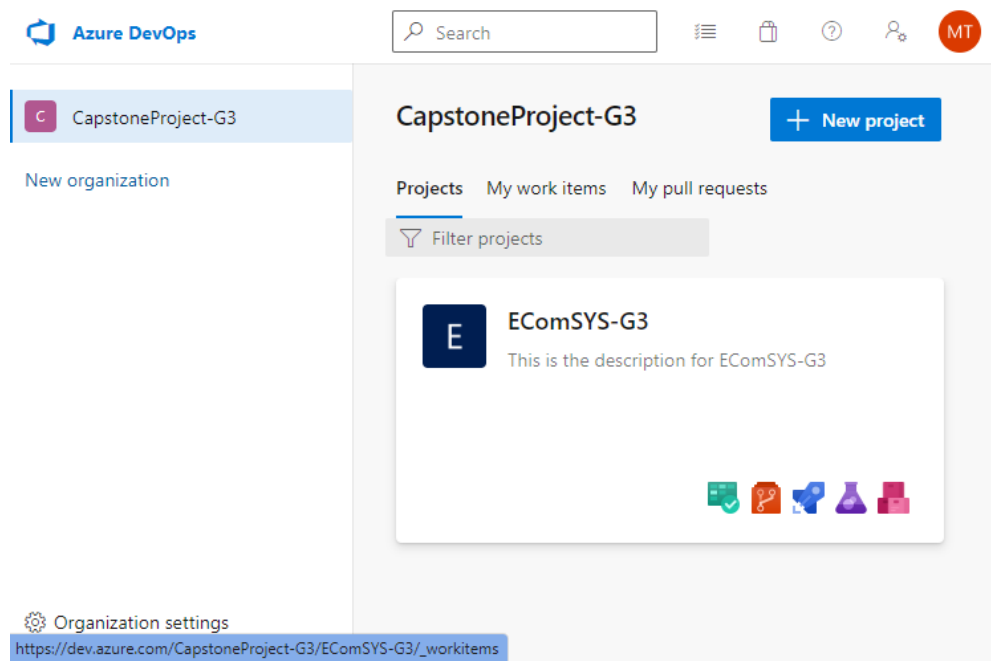 Azure DevOps
Search
MT
C
CapstoneProject-G3
New organization
CapstoneProject-G3
+ New project
Projects
My work items
My pull requests
Filter projects
E
EComSYS-G3
This is the description for EComSYS-G3
Organization settings
https://dev.azure.com/CapstoneProject-G3/EComSYS-G3/_workitems